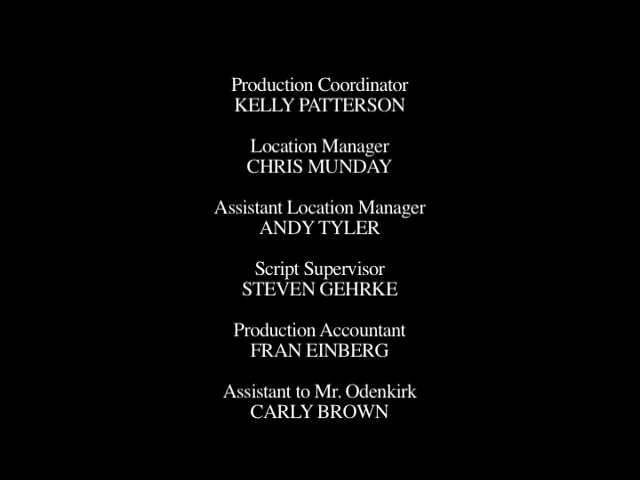 Production Coordinator
KELLY PATTERSON
Location Manager
CHRIS MUNDAY
Assistant Location Manager
ANDY TYLER
Script Supervisor
STEVEN GEHRKE
Production Accountant
FRAN EINBERG
Assistant to Mr. Odenkirk
CARLY BROWN